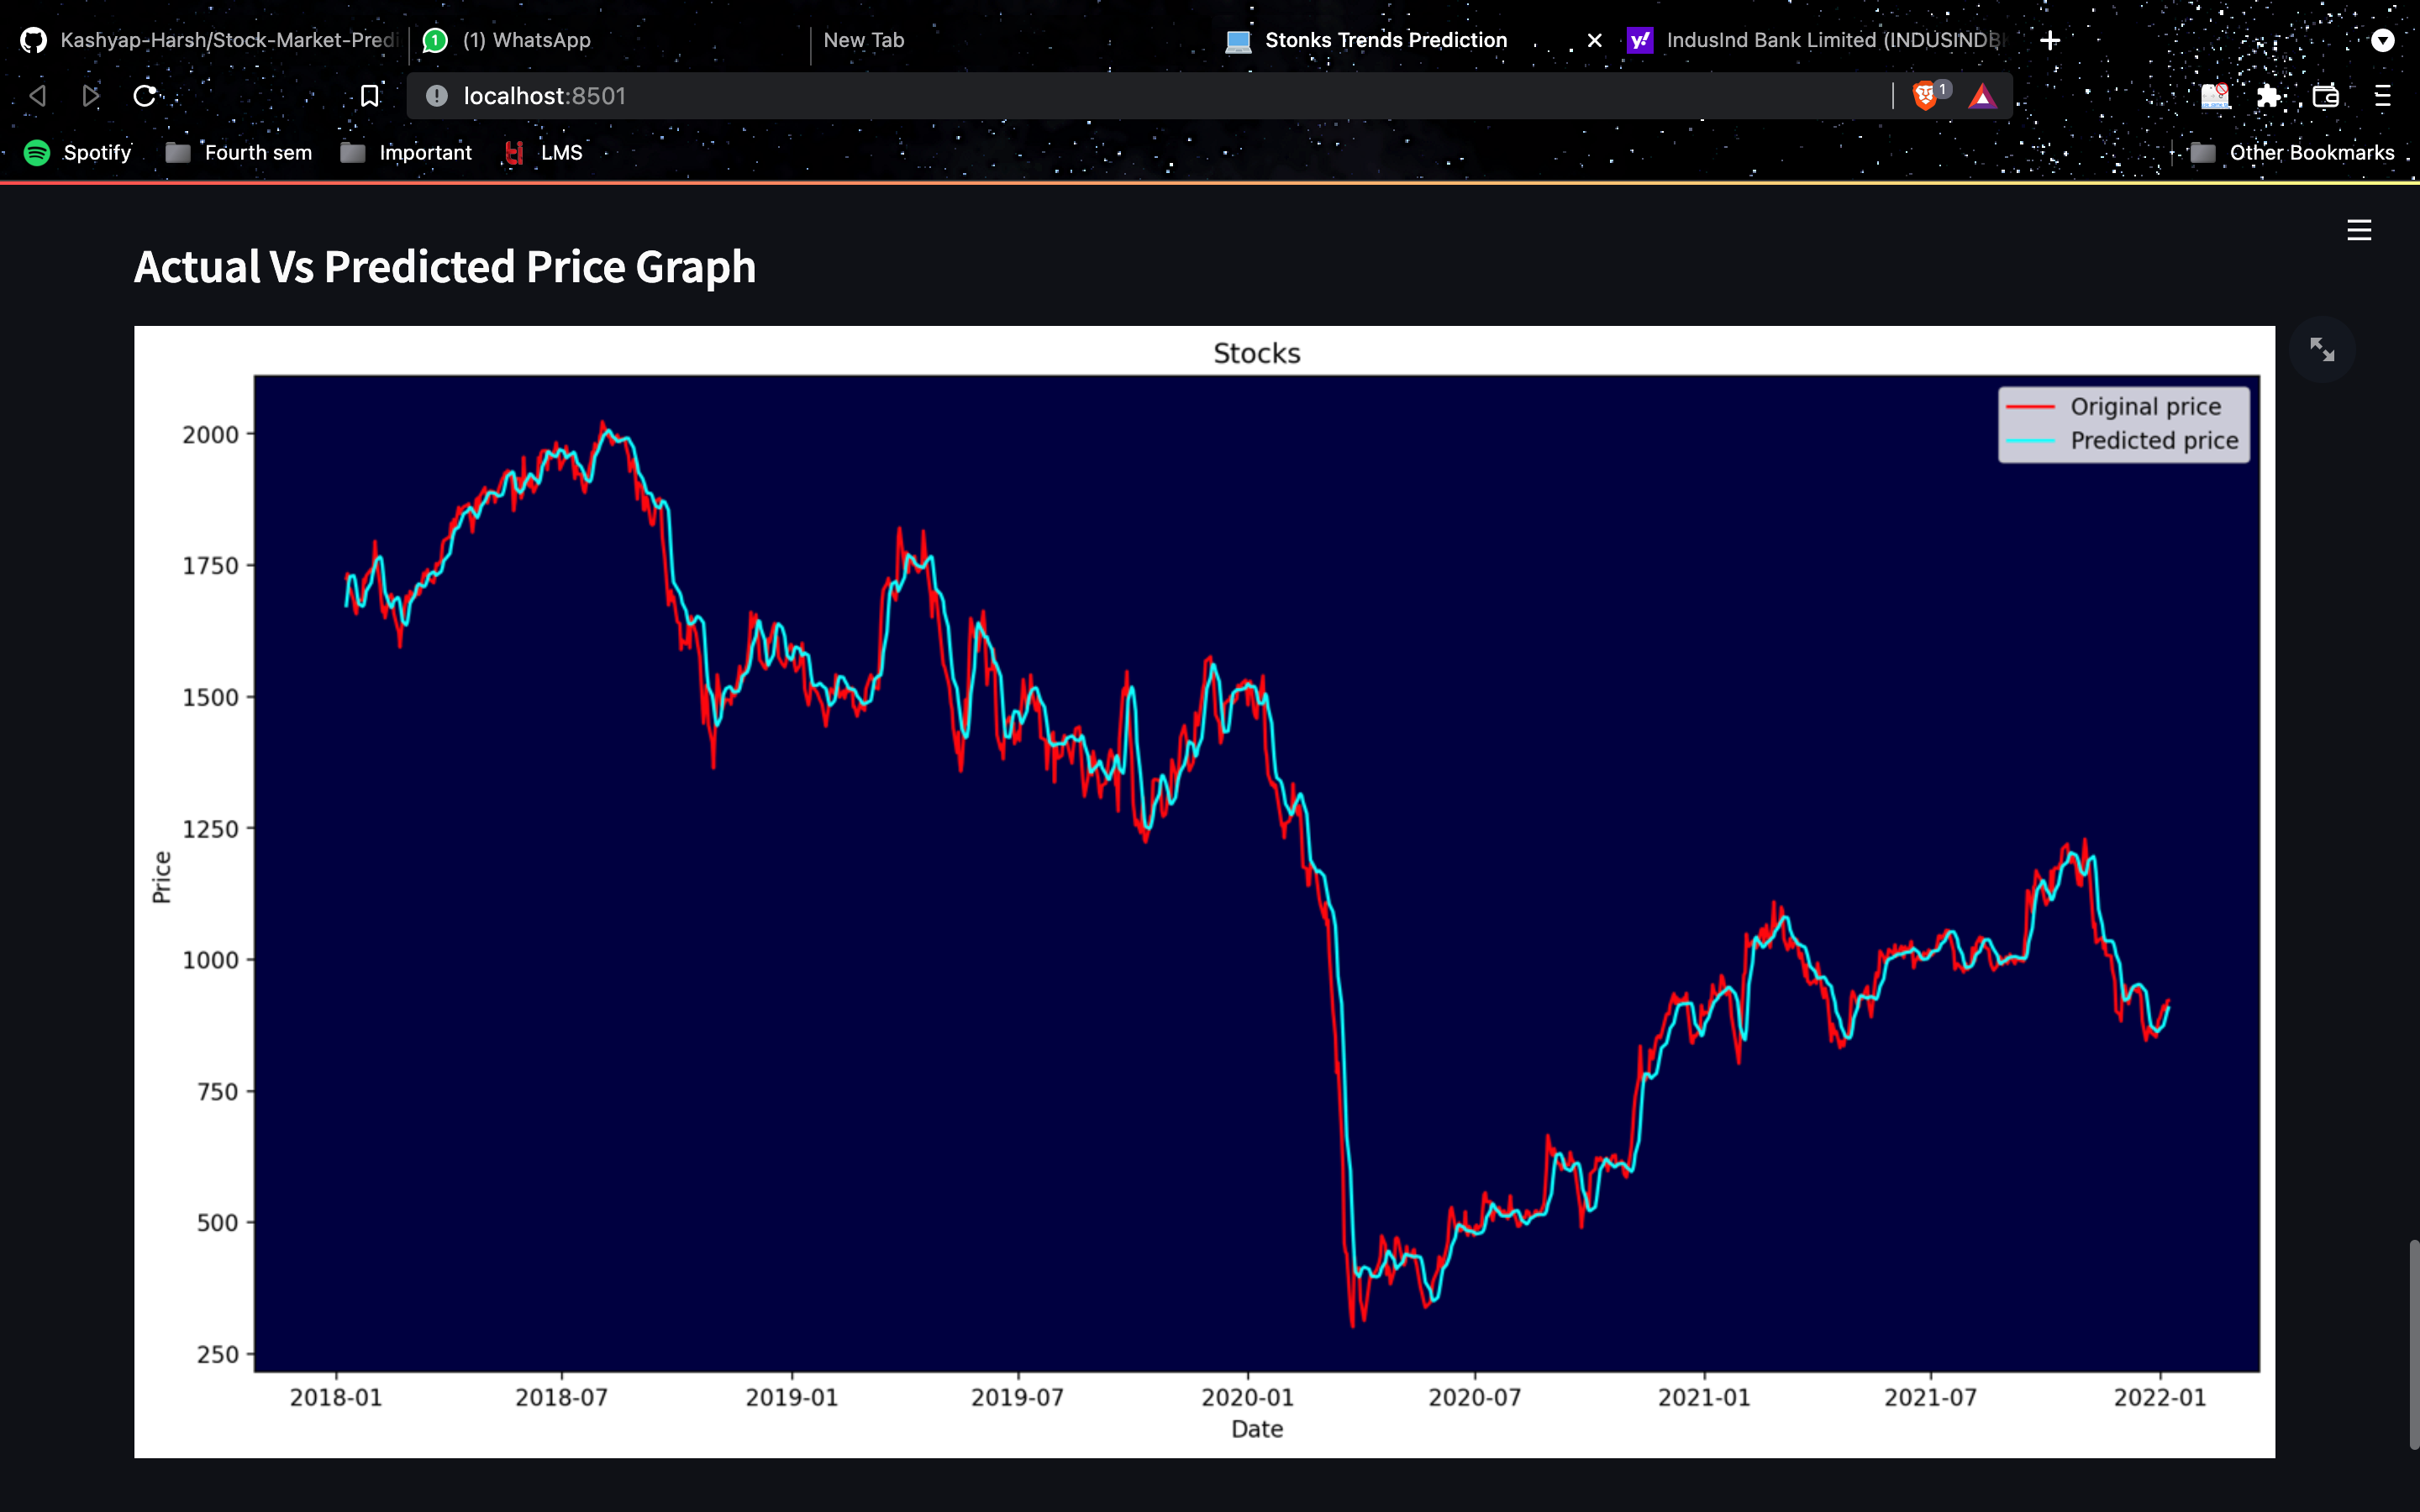 Kashyap-Harsh/Stock-Market-Predi
1
(1) WhatsApp
New Tab
Stonks Trends Prediction
y!
IndusInd Bank Limited (INDUSINDB
localhost:8501
1
Spotify
Fourth sem
Important
LMS
Other Bookmarks
Actual Vs Predicted Price Graph
Stocks
Original price
Predicted price
2000
1750
1500
1250
1000
750
500
250
Price
2018-01
2018-07
2019-01
2019-07
2020-01
2020-07
2021-01
2021-07
2022-01
Date